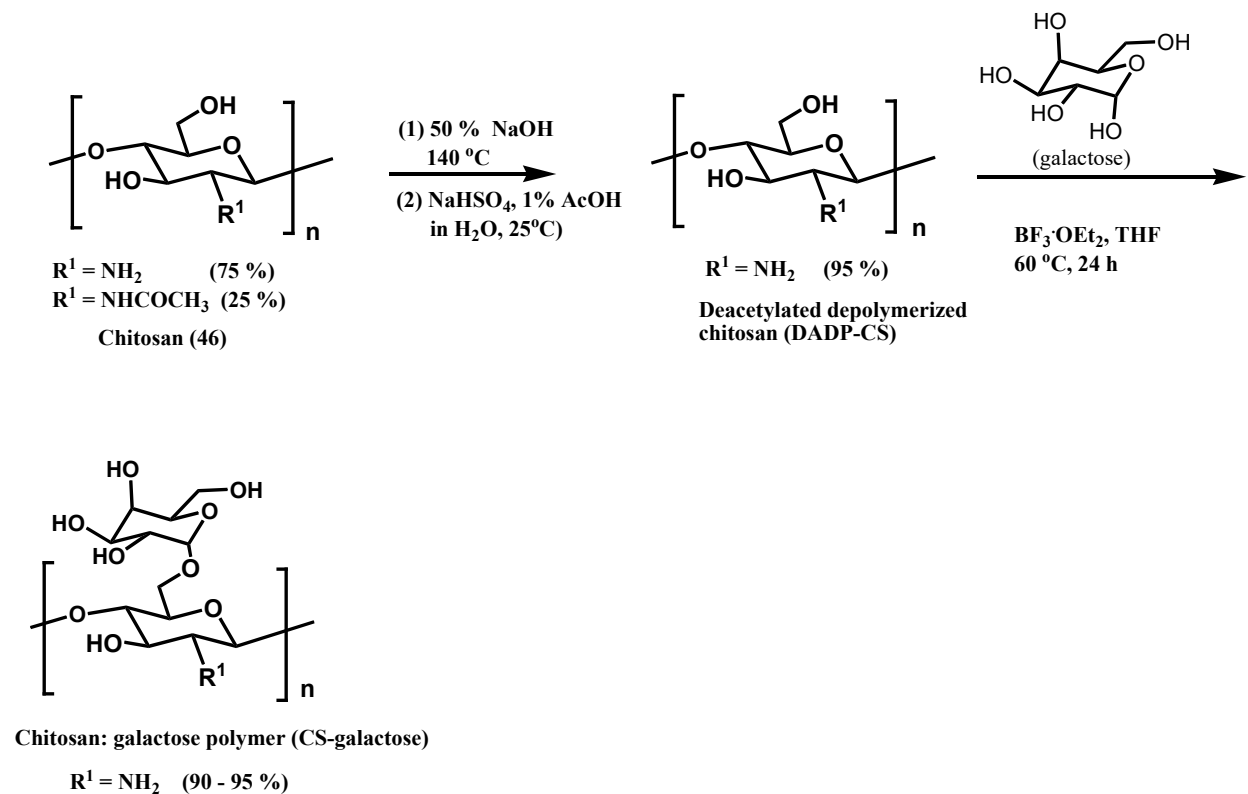 OH
O
O
HO
R¹
n
R¹ = NH₂ (75 %)
R¹ = NHCOCH₃ (25 %)
Chitosan (46)
(1) 50 % NaOH
140 °C
(2) NaHSO₄, 1% AcOH
in H₂O, 25°C)
OH
O
O
HO
R¹
n
R¹ = NH₂ (95 %)
Deacetylated depolymerized
chitosan (DADP-CS)
HO
OH
O
HO
HO
HO
(galactose)
BF₃·OEt₂, THF
60 °C, 24 h
HO
OH
O
HO
HO
O
O
O
HO
R¹
n
Chitosan: galactose polymer (CS-galactose)
R¹ = NH₂ (90 - 95 %)